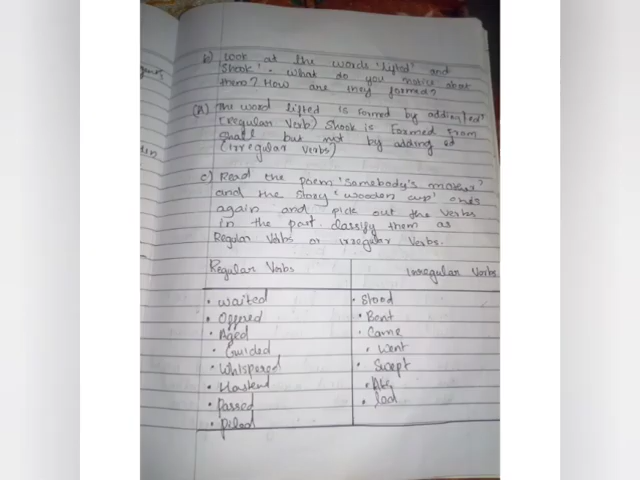 b) Look at the words 'lifted' and
Shook' - what do you notice about
them? How are they formed?
(A) The word lifted is formed by adding 'ed'
(regular verb) Shook is formed from
but not by adding ed
(irregular verbs)
c) Read the poem 'Somebody's mother'
and the story 'wooden cup' once
again and pick out the verbs
in the past. classify them as
Regular Verbs or irregular Verbs.
Regular Verbs
Irregular Verbs
• waited
• Stood
• Offered
• Bent
• Aged
• Came
• Guided
• Went
• Whispered
• Swept
• Ate
• Passed
• Led
• Piled